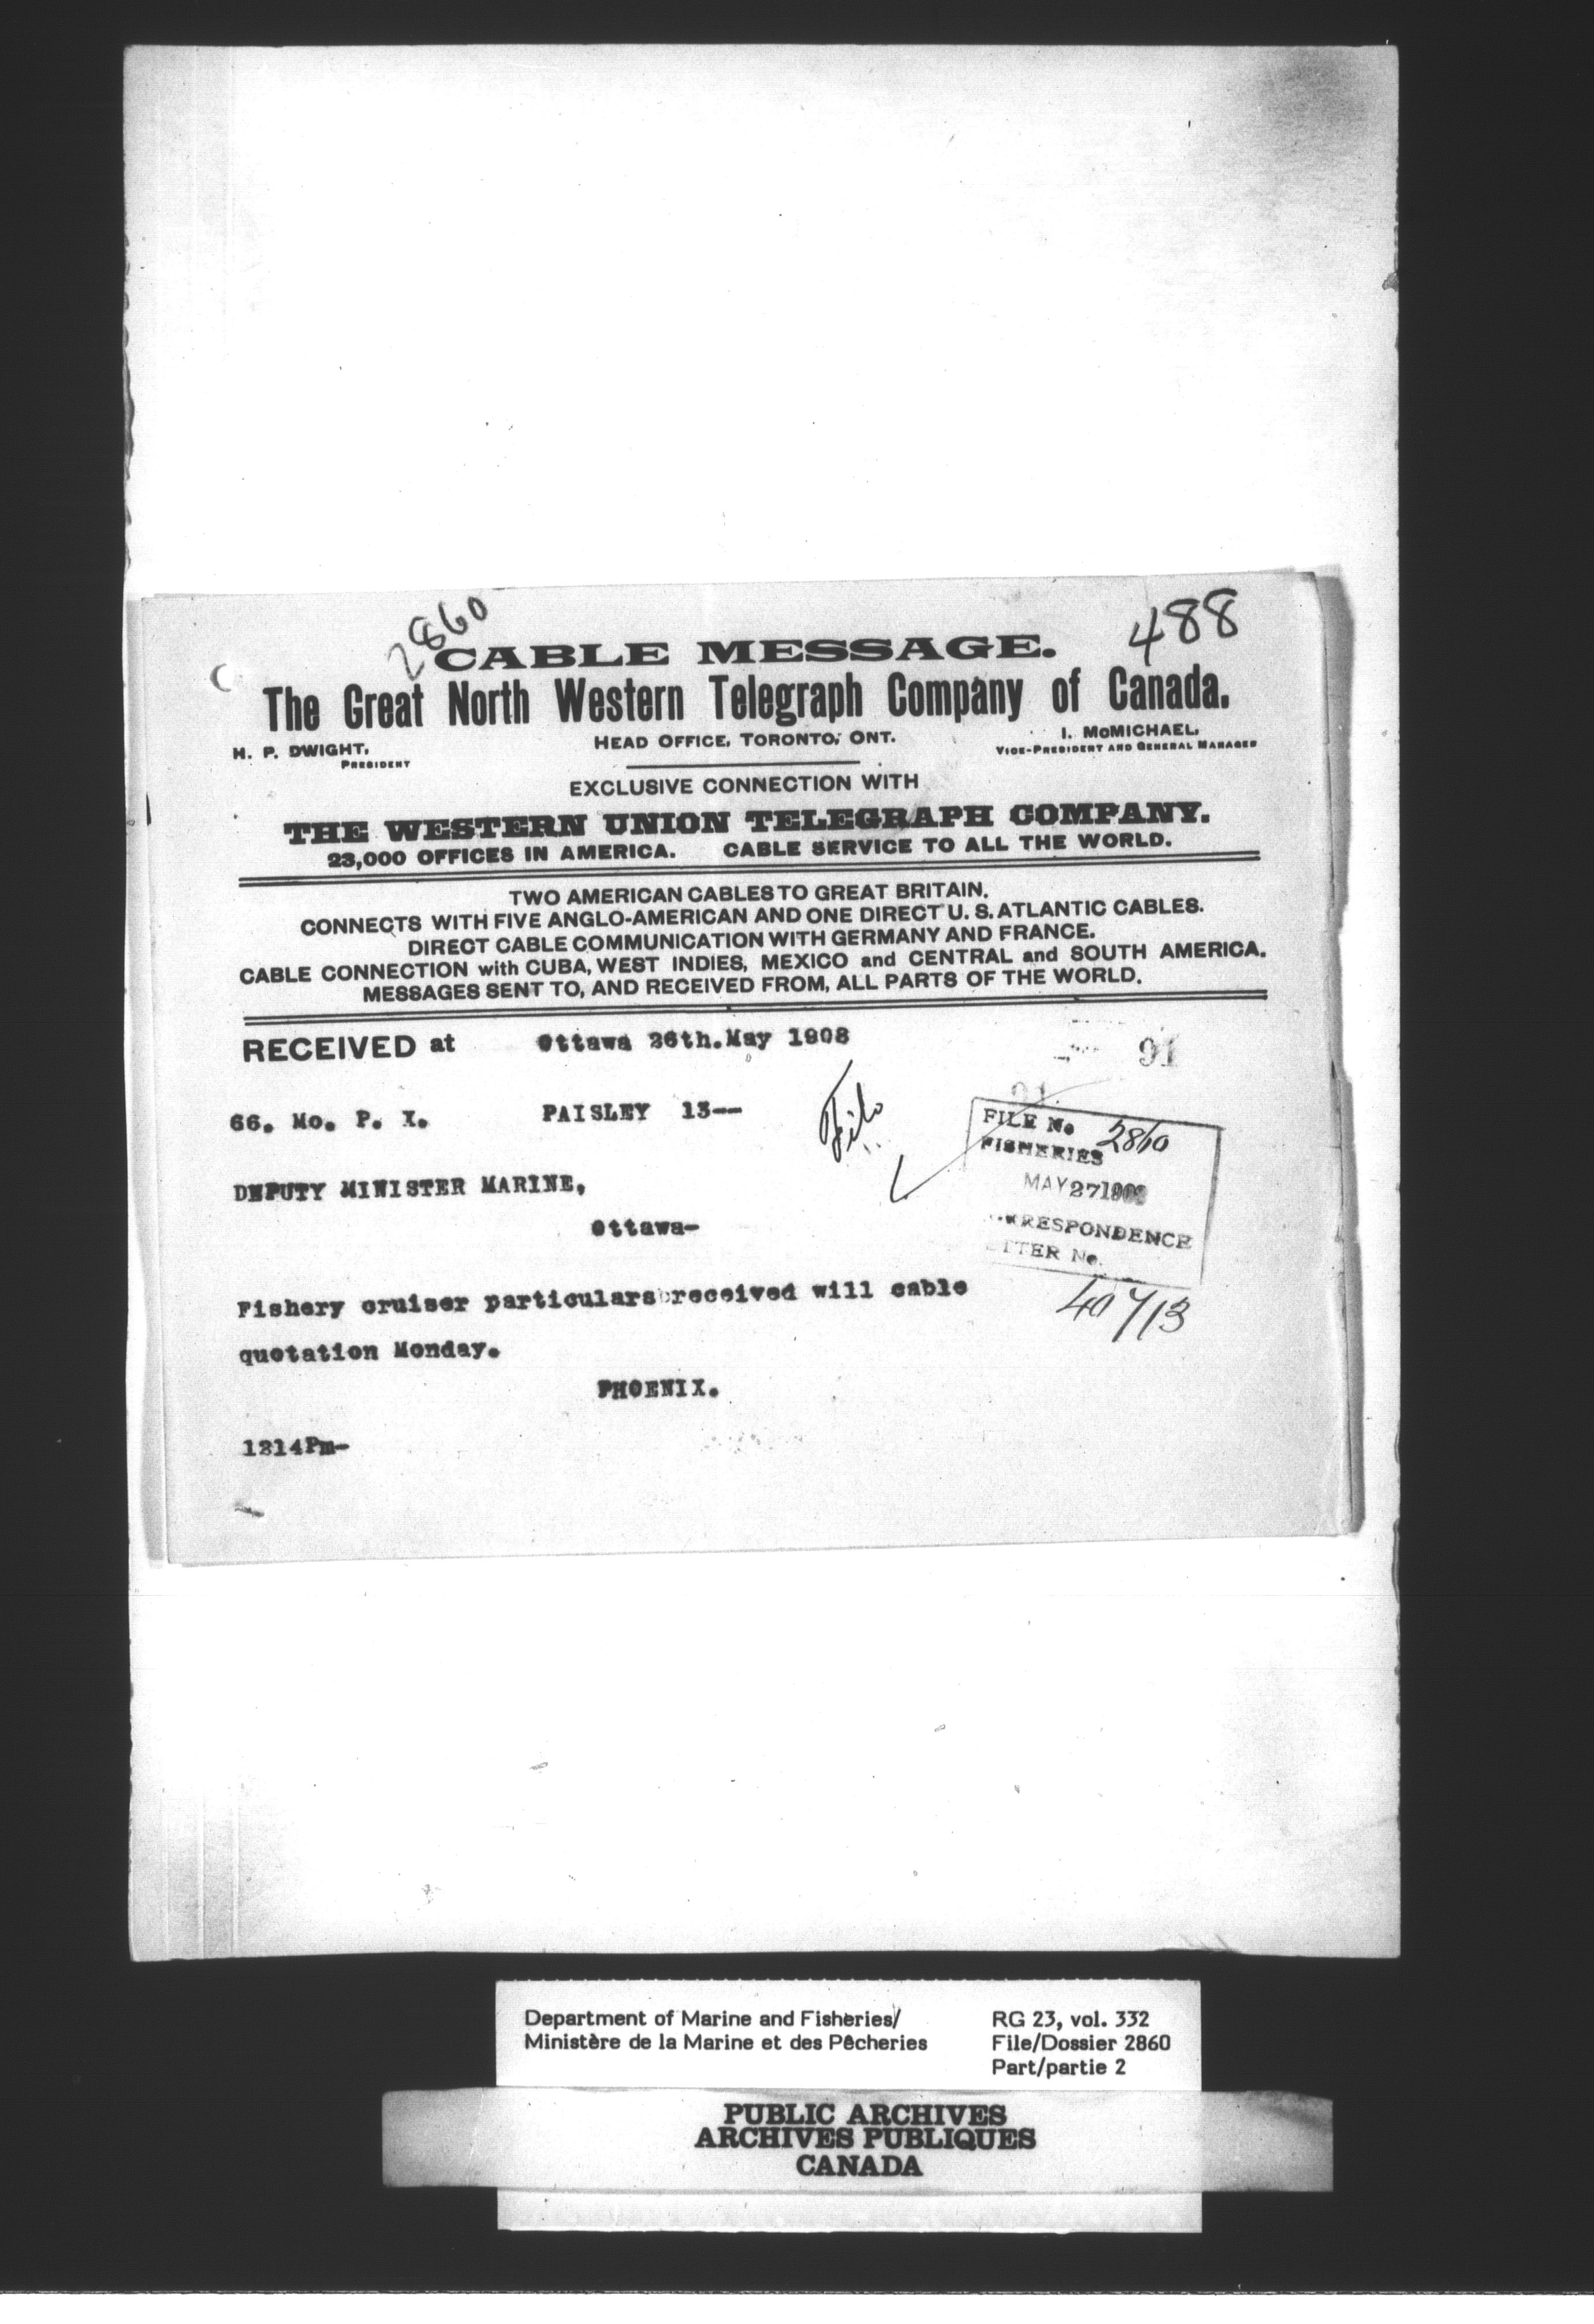 2860
488
CABLE MESSAGE.
The Great North Western Telegraph Company of Canada.
H. P. DWIGHT,
PRESIDENT
HEAD OFFICE, TORONTO, ONT.
I. McMICHAEL,
VICE-PRESIDENT AND GENERAL MANAGER
EXCLUSIVE CONNECTION WITH
THE WESTERN UNION TELEGRAPH COMPANY.
23,000 OFFICES IN AMERICA. CABLE SERVICE TO ALL THE WORLD.
TWO AMERICAN CABLES TO GREAT BRITAIN.
CONNECTS WITH FIVE ANGLO-AMERICAN AND ONE DIRECT U. S. ATLANTIC CABLES.
DIRECT CABLE COMMUNICATION WITH GERMANY AND FRANCE.
CABLE CONNECTION with CUBA, WEST INDIES, MEXICO and CENTRAL and SOUTH AMERICA.
MESSAGES SENT TO, AND RECEIVED FROM, ALL PARTS OF THE WORLD.
RECEIVED at Ottawa 26th.May 1908
91
91
66. Mo. P. X. PAISLEY 13--
File
FILE No. 2860
FISHERIES
MAY 27 1908
RRESPONDENCE
TTER No.
40713
DEPUTY MINISTER MARINE,
Ottawa-
Fishery cruiser particulars received will cable
quotation Monday.
PHOENIX.
1214Pm-
Department of Marine and Fisheries/
Ministère de la Marine et des Pêcheries
RG 23, vol. 332
File/Dossier 2860
Part/partie 2
PUBLIC ARCHIVES
ARCHIVES PUBLIQUES
CANADA